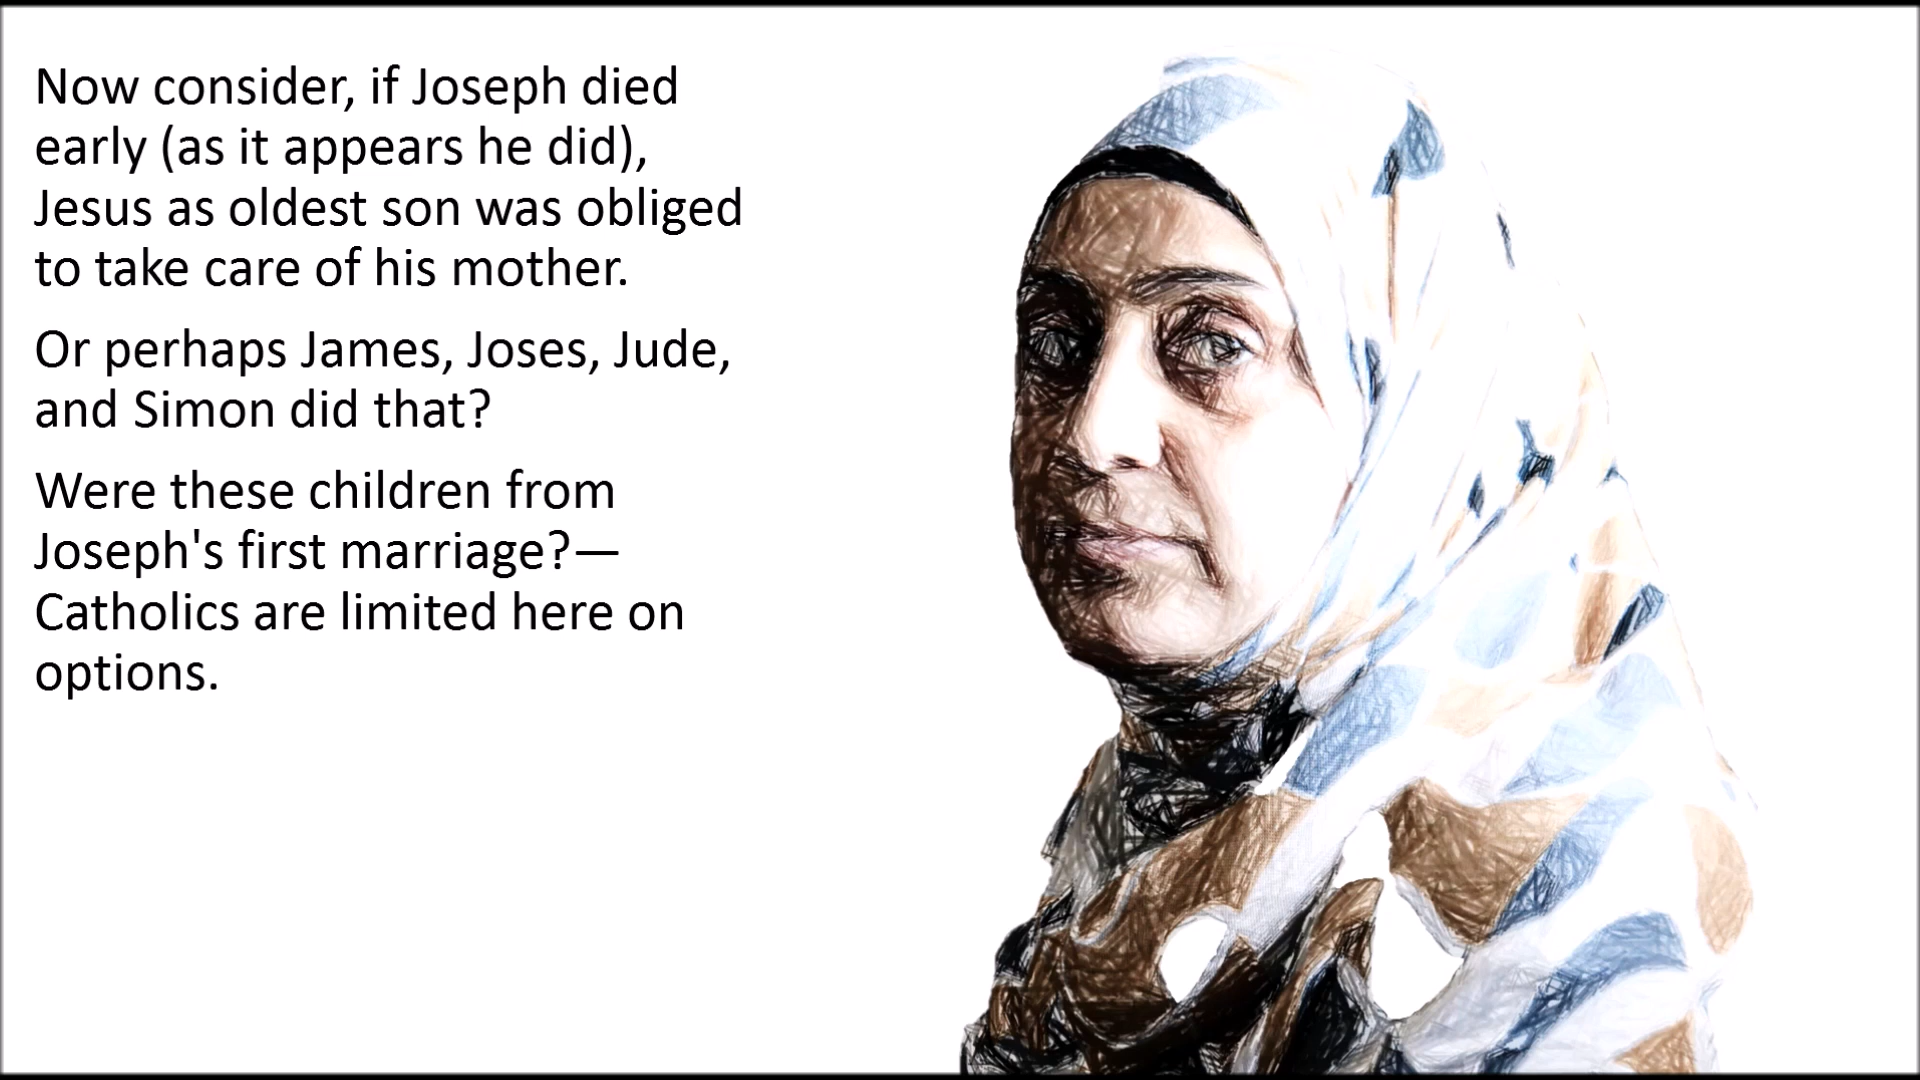 Now consider, if Joseph died
early (as it appears he did),
Jesus as oldest son was obliged
to take care of his mother.
Or perhaps James, Joses, Jude,
and Simon did that?
Were these children from
Joseph's first marriage?—
Catholics are limited here on
options.